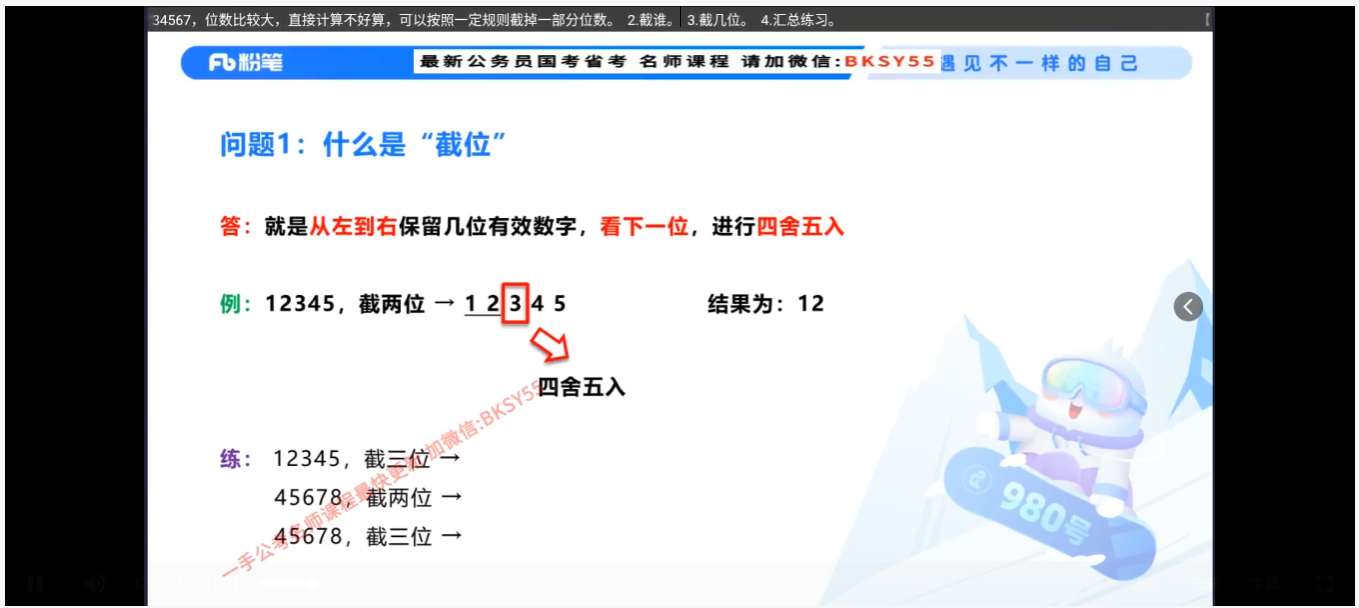 34567，位数比较大，直接计算不好算，可以按照一定规则截掉一部分位数。 2.截谁。 3.截几位。 4.汇总练习。 【
粉笔 最新公务员国考省考 名师课程 请加微信:BKSY55 遇见不一样的自己
问题1：什么是“截位”
答：就是从左到右保留几位有效数字，看下一位，进行四舍五入
例：12345，截两位 → 1 2 3 4 5 结果为：12
四舍五入
练： 12345，截三位 →
45678，截两位 →
45678，截三位 →
一手公考名师课程最快更新 加微信:BKSY55
980号